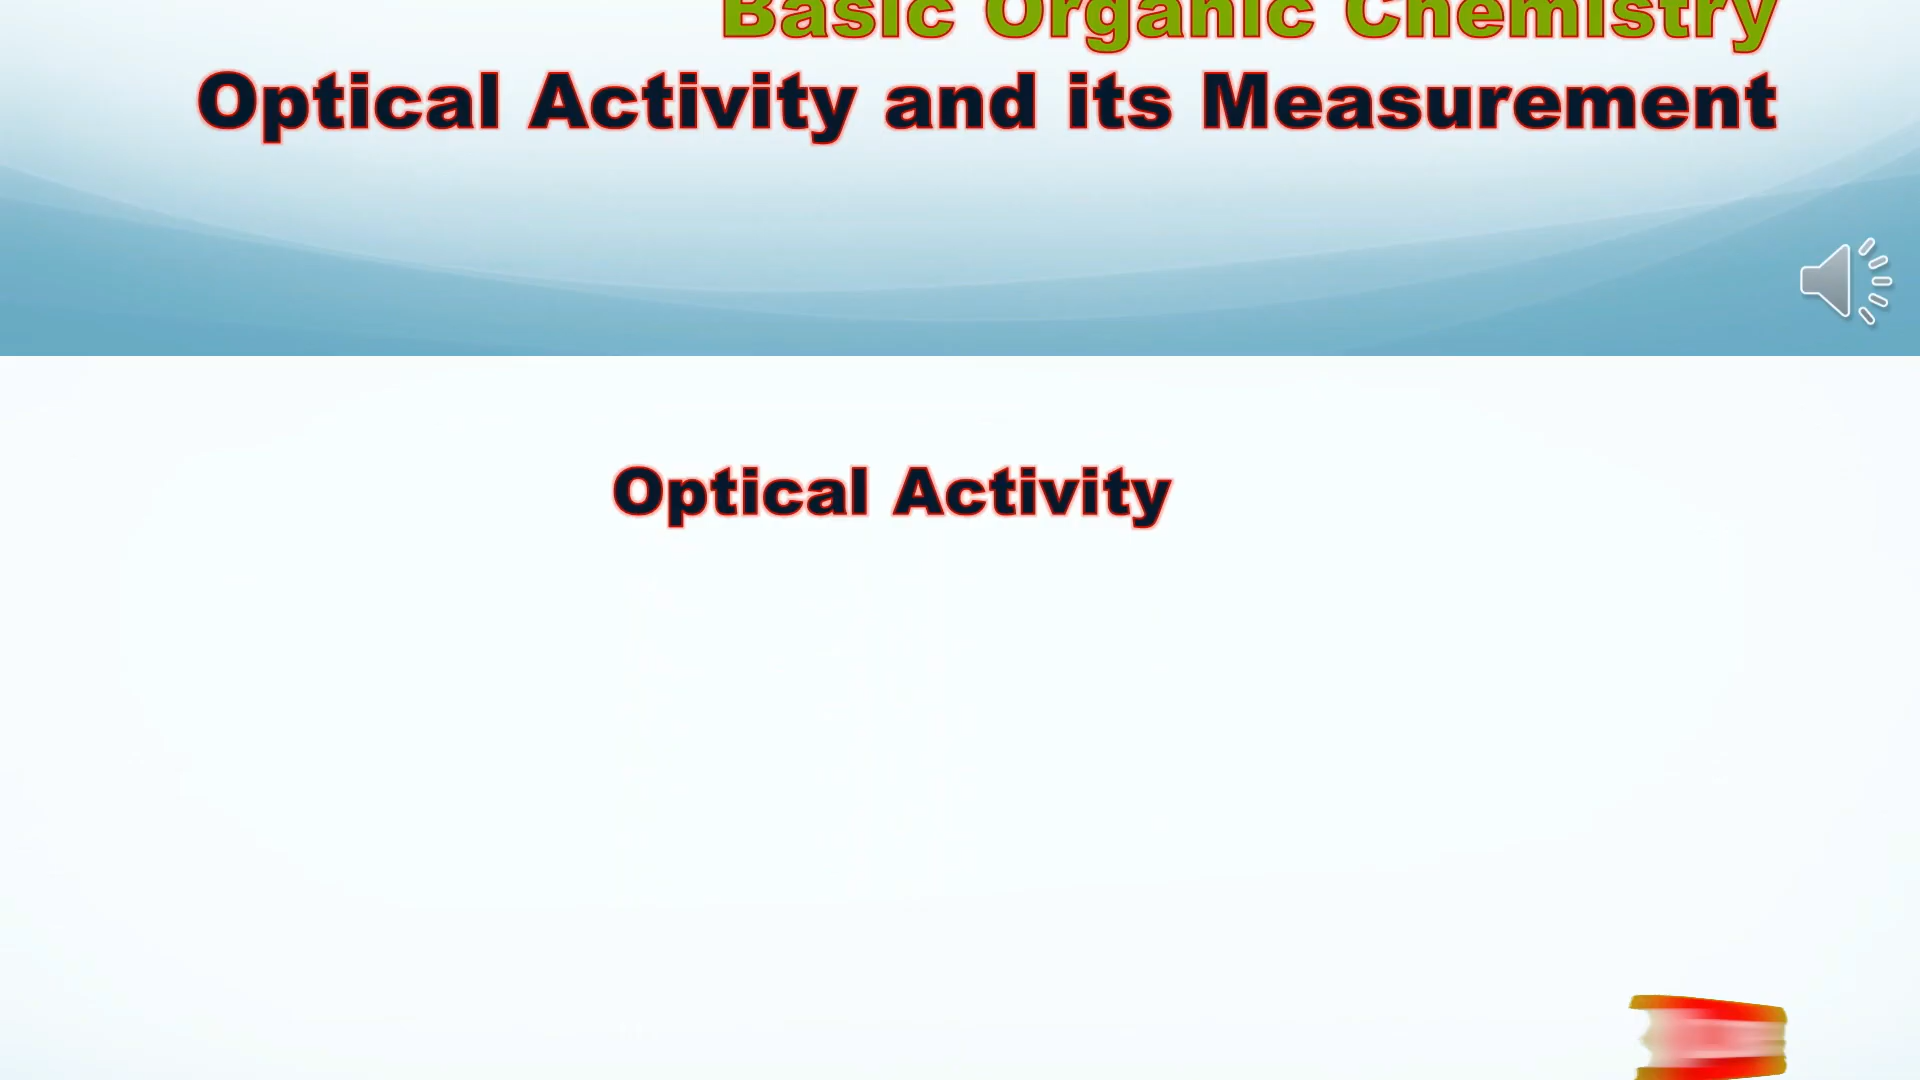 Basic Organic Chemistry
Optical Activity and its Measurement
Optical Activity